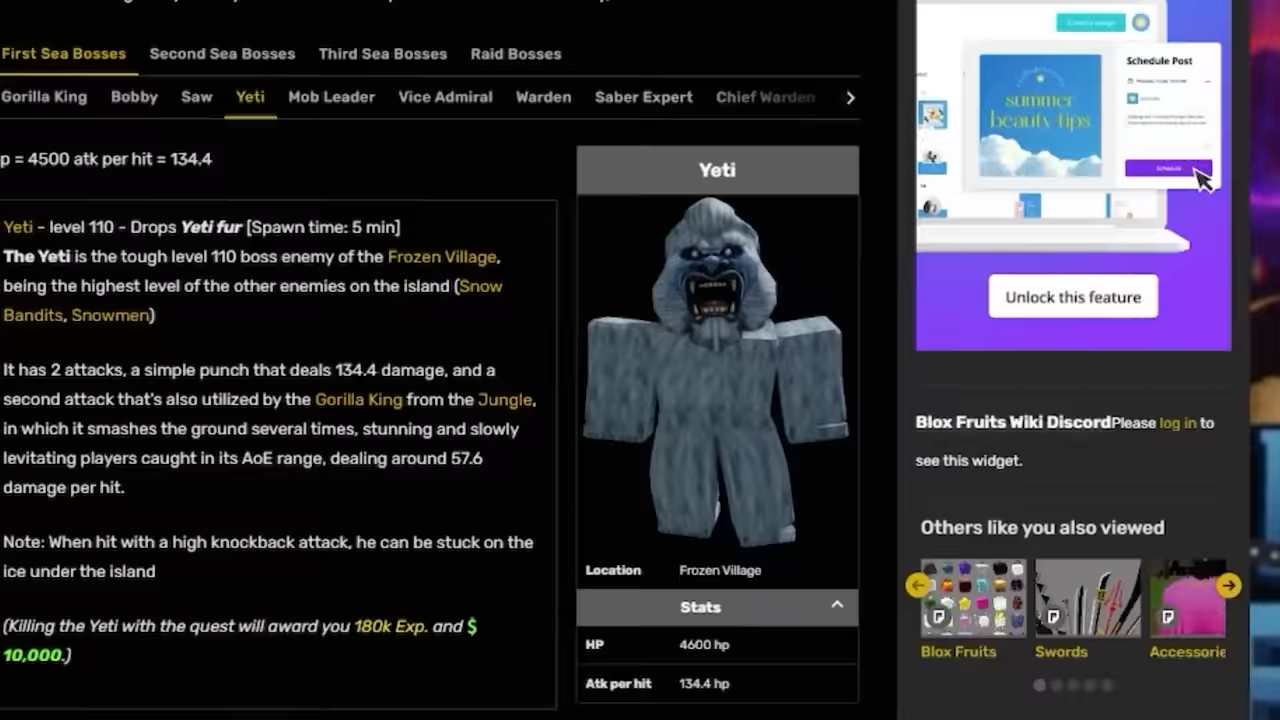 First Sea Bosses Second Sea Bosses Third Sea Bosses Raid Bosses
Gorilla King Bobby Saw Yeti Mob Leader Vice Admiral Warden Saber Expert Chief Warden
p = 4500 atk per hit = 134.4
Yeti - level 110 - Drops Yeti fur [Spawn time: 5 min]
The Yeti is the tough level 110 boss enemy of the Frozen Village,
being the highest level of the other enemies on the island (Snow
Bandits, Snowmen)
It has 2 attacks, a simple punch that deals 134.4 damage, and a
second attack that's also utilized by the Gorilla King from the Jungle,
in which it smashes the ground several times, stunning and slowly
levitating players caught in its AoE range, dealing around 57.6
damage per hit.
Note: When hit with a high knockback attack, he can be stuck on the
ice under the island
(Killing the Yeti with the quest will award you 180k Exp. and $
10,000.)
Yeti
Location Frozen Village
Stats
HP 4600 hp
Atk per hit 134.4 hp
Schedule Post
summer
beauty tips
Schedule
Unlock this feature
Blox Fruits Wiki DiscordPlease log in to
see this widget.
Others like you also viewed
Blox Fruits Swords Accessorie